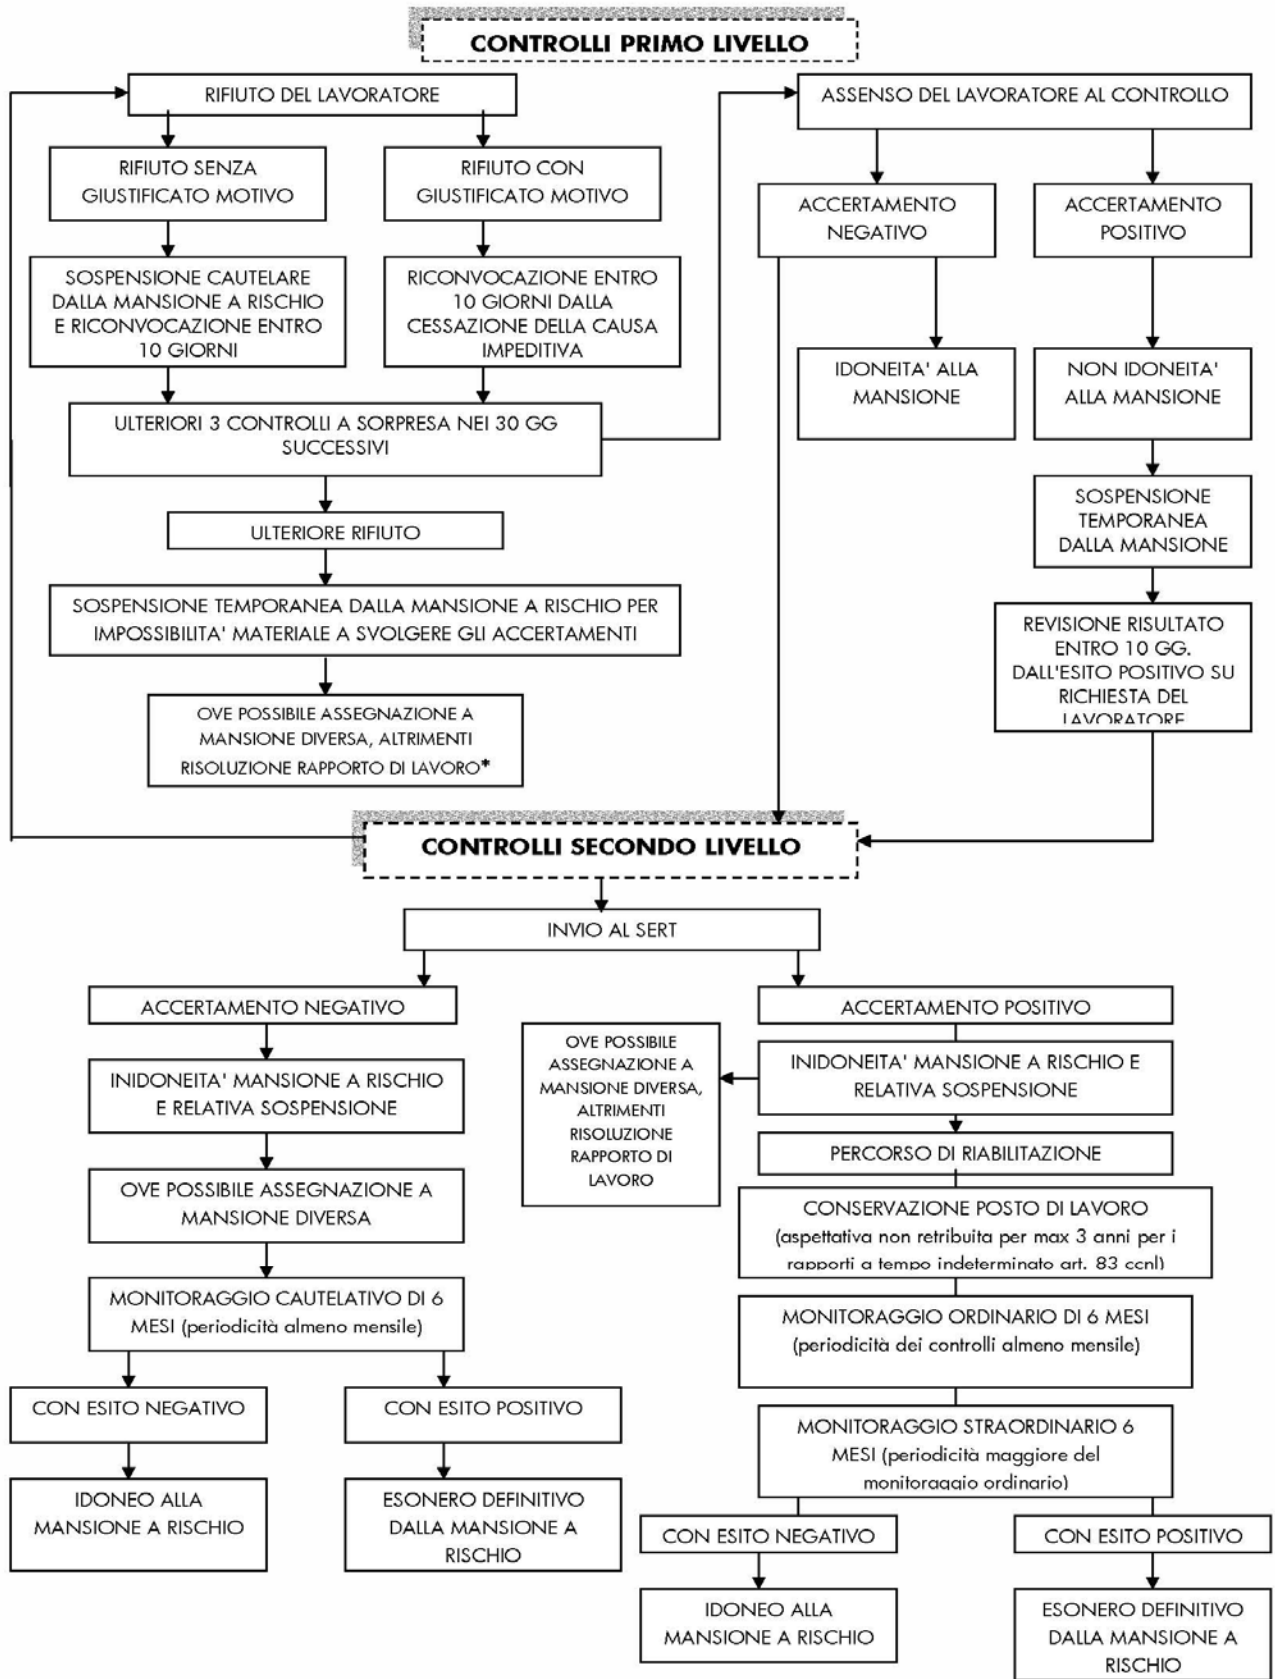 CONTROLLI PRIMO LIVELLO
RIFIUTO DEL LAVORATORE
ASSENSO DEL LAVORATORE AL CONTROLLO
RIFIUTO SENZA
GIUSTIFICATO MOTIVO
RIFIUTO CON
GIUSTIFICATO MOTIVO
ACCERTAMENTO
NEGATIVO
ACCERTAMENTO
POSITIVO
SOSPENSIONE CAUTELARE
DALLA MANSIONE A RISCHIO
E RICONVOCAZIONE ENTRO
10 GIORNI
RICONVOCAZIONE ENTRO
10 GIORNI DALLA
CESSAZIONE DELLA CAUSA
IMPEDITIVA
IDONEITA' ALLA
MANSIONE
NON IDONEITA'
ALLA MANSIONE
ULTERIORI 3 CONTROLLI A SORPRESA NEI 30 GG
SUCCESSIVI
SOSPENSIONE
TEMPORANEA
DALLA MANSIONE
ULTERIORE RIFIUTO
SOSPENSIONE TEMPORANEA DALLA MANSIONE A RISCHIO PER
IMPOSSIBILITA' MATERIALE A SVOLGERE GLI ACCERTAMENTI
REVISIONE RISULTATO
ENTRO 10 GG.
DALL'ESITO POSITIVO SU
RICHIESTA DEL
LAVORATORE
OVE POSSIBILE ASSEGNAZIONE A
MANSIONE DIVERSA, ALTRIMENTI
RISOLUZIONE RAPPORTO DI LAVORO*
CONTROLLI SECONDO LIVELLO
INVIO AL SERT
ACCERTAMENTO NEGATIVO
ACCERTAMENTO POSITIVO
INIDONEITA' MANSIONE A RISCHIO
E RELATIVA SOSPENSIONE
OVE POSSIBILE
ASSEGNAZIONE A
MANSIONE DIVERSA,
ALTRIMENTI
RISOLUZIONE
RAPPORTO DI
LAVORO
INIDONEITA' MANSIONE A RISCHIO E
RELATIVA SOSPENSIONE
PERCORSO DI RIABILITAZIONE
OVE POSSIBILE ASSEGNAZIONE A
MANSIONE DIVERSA
CONSERVAZIONE POSTO DI LAVORO
(aspettativa non retribuita per max 3 anni per i
rapporti a tempo indeterminato art. 83 ccnl)
MONITORAGGIO CAUTELATIVO DI 6
MESI (periodicità almeno mensile)
MONITORAGGIO ORDINARIO DI 6 MESI
(periodicità dei controlli almeno mensile)
CON ESITO NEGATIVO
CON ESITO POSITIVO
MONITORAGGIO STRAORDINARIO 6
MESI (periodicità maggiore del
monitoraggio ordinario)
IDONEO ALLA
MANSIONE A RISCHIO
ESONERO DEFINITIVO
DALLA MANSIONE A
RISCHIO
CON ESITO NEGATIVO
CON ESITO POSITIVO
IDONEO ALLA
MANSIONE A RISCHIO
ESONERO DEFINITIVO
DALLA MANSIONE A
RISCHIO